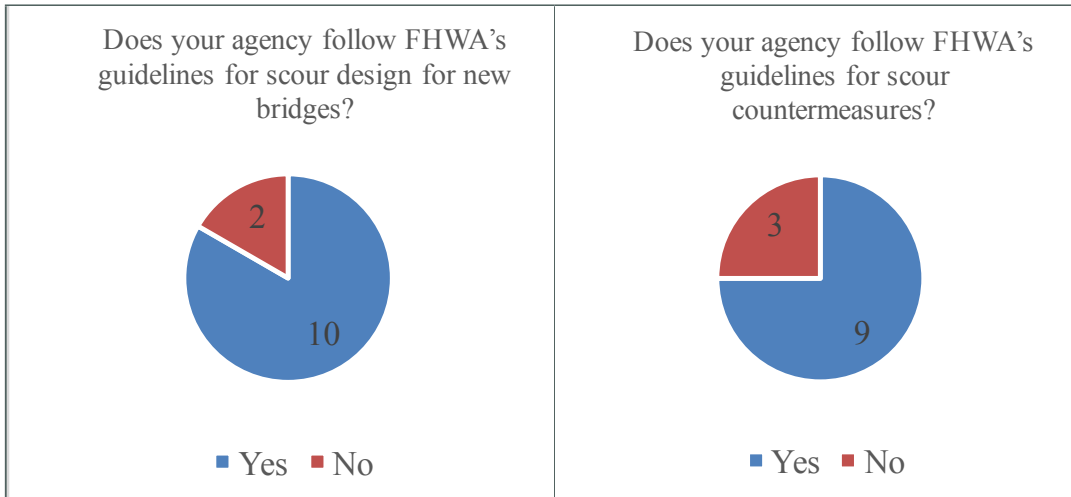 Does your agency follow FHWA's
guidelines for scour design for new
bridges?
2
10
Yes No
Does your agency follow FHWA's
guidelines for scour
countermeasures?
3
9
Yes No